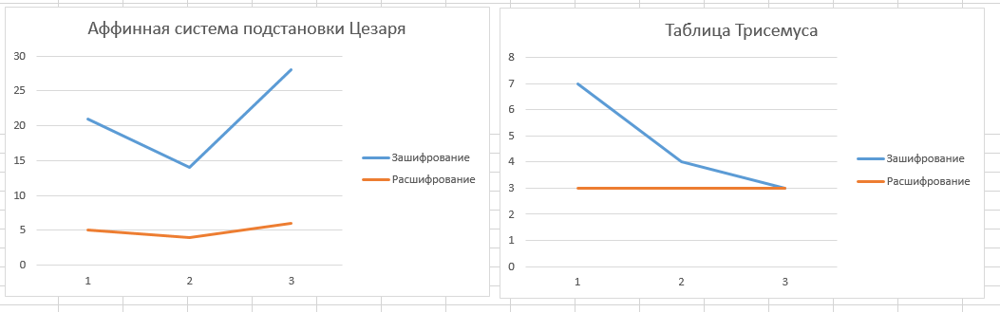 Аффинная система подстановки Цезаря
30
25
20
15
10
5
0
1 2 3
Зашифрование
Расшифрование
Таблица Трисемуса
8
7
6
5
4
3
2
1
0
1 2 3
Зашифрование
Расшифрование